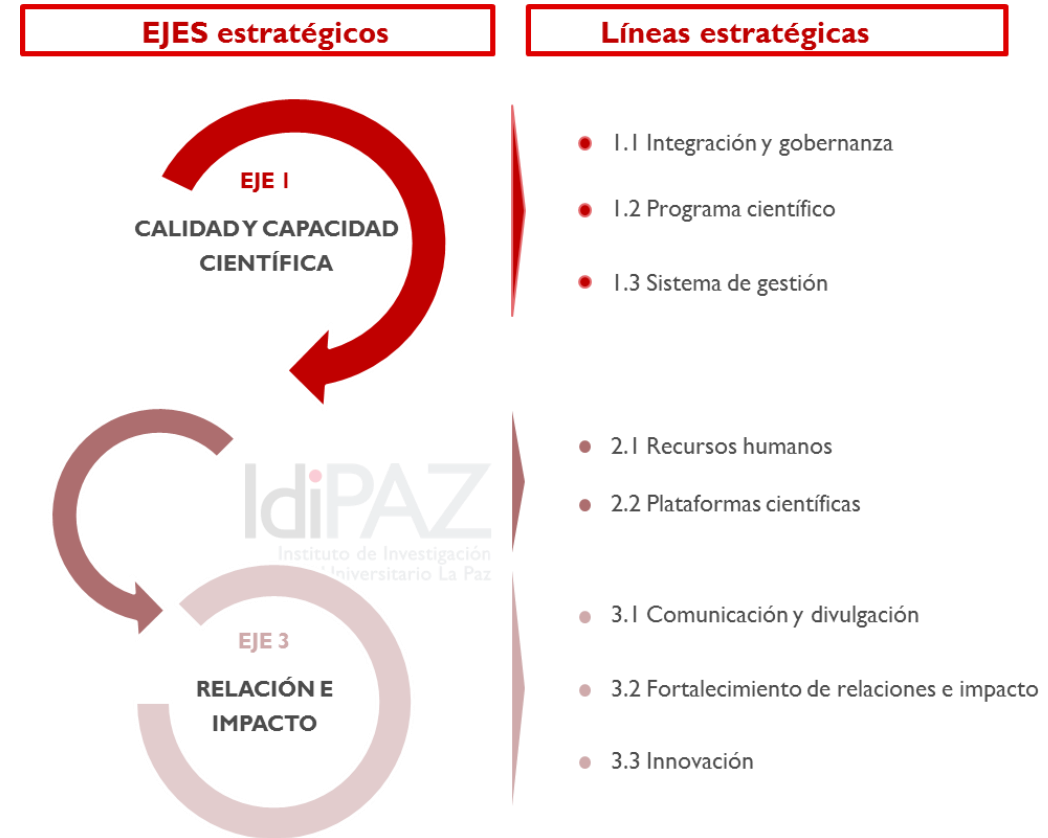 EJES estratégicos
Líneas estratégicas
EJE 1
CALIDAD Y CAPACIDAD
CIENTÍFICA
1.1 Integración y gobernanza
1.2 Programa científico
1.3 Sistema de gestión
2.1 Recursos humanos
2.2 Plataformas científicas
IdiPAZ
Instituto de Investigación
Universitario La Paz
EJE 3
RELACIÓN E
IMPACTO
3.1 Comunicación y divulgación
3.2 Fortalecimiento de relaciones e impacto
3.3 Innovación